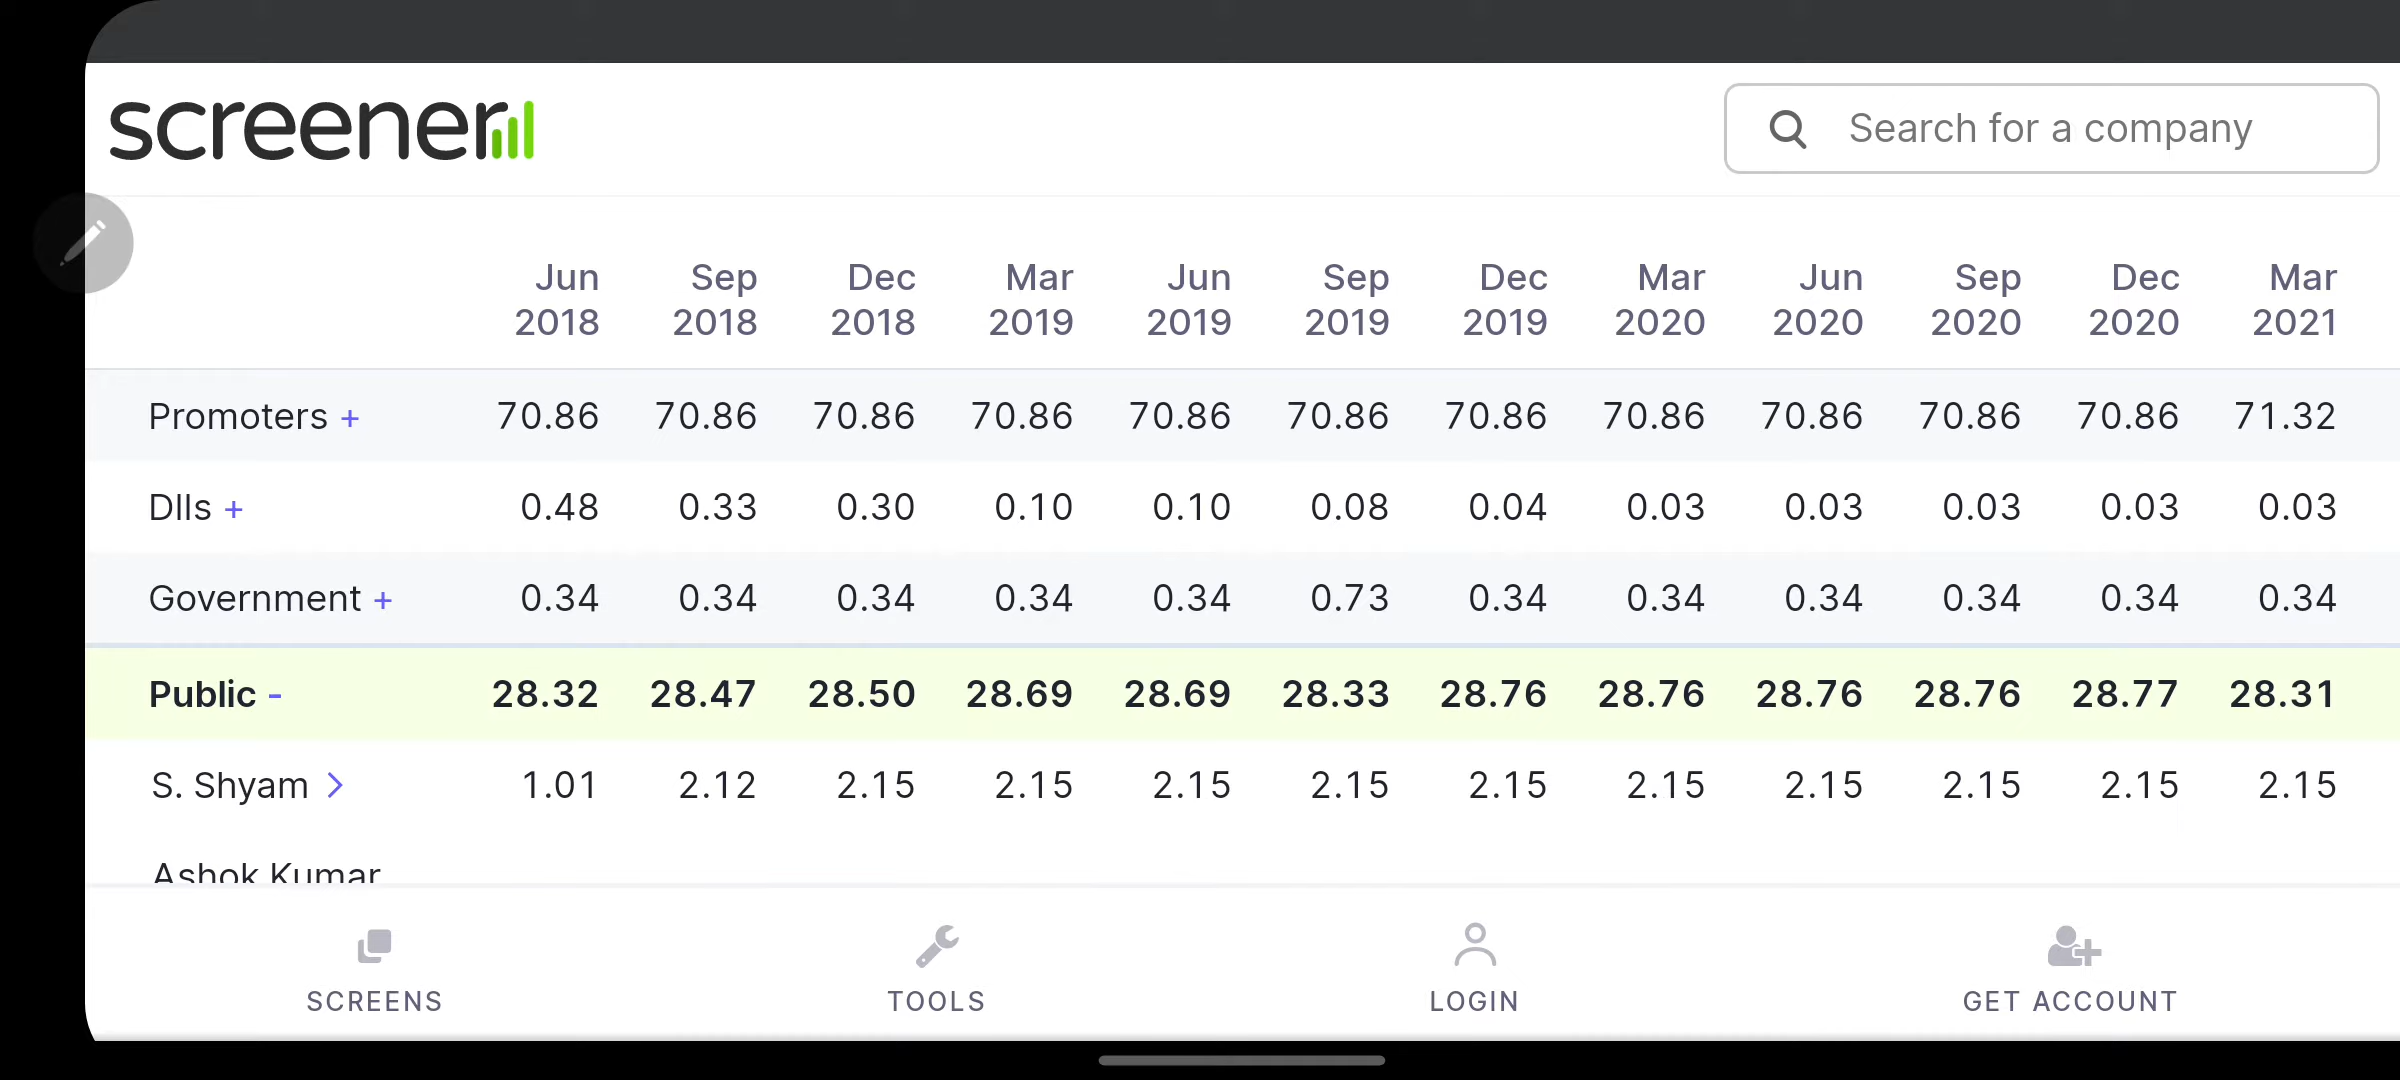 screener
Search for a company
Jun 2018 Sep 2018 Dec 2018 Mar 2019 Jun 2019 Sep 2019 Dec 2019 Mar 2020 Jun 2020 Sep 2020 Dec 2020 Mar 2021
Promoters + 70.86 70.86 70.86 70.86 70.86 70.86 70.86 70.86 70.86 70.86 70.86 71.32
DIIs + 0.48 0.33 0.30 0.10 0.10 0.08 0.04 0.03 0.03 0.03 0.03 0.03
Government + 0.34 0.34 0.34 0.34 0.34 0.73 0.34 0.34 0.34 0.34 0.34 0.34
Public - 28.32 28.47 28.50 28.69 28.69 28.33 28.76 28.76 28.76 28.76 28.77 28.31
S. Shyam 1.01 2.12 2.15 2.15 2.15 2.15 2.15 2.15 2.15 2.15 2.15 2.15
Ashok Kumar
SCREENS TOOLS LOGIN GET ACCOUNT